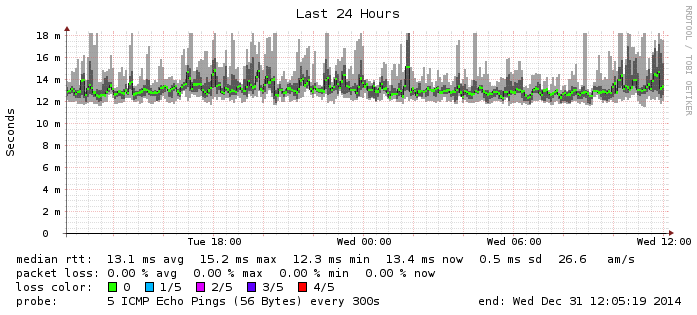 Last 24 Hours
RRDTOOL / TOBI OETIKER
Seconds
18 m
16 m
14 m
12 m
10 m
8 m
6 m
4 m
2 m
0
Tue 18:00 Wed 00:00 Wed 06:00 Wed 12:00
median rtt: 13.1 ms avg 15.2 ms max 12.3 ms min 13.4 ms now 0.5 ms sd 26.6 am/s
packet loss: 0.00 % avg 0.00 % max 0.00 % min 0.00 % now
loss color: 0 1/5 2/5 3/5 4/5
probe: 5 ICMP Echo Pings (56 Bytes) every 300s end: Wed Dec 31 12:05:19 2014